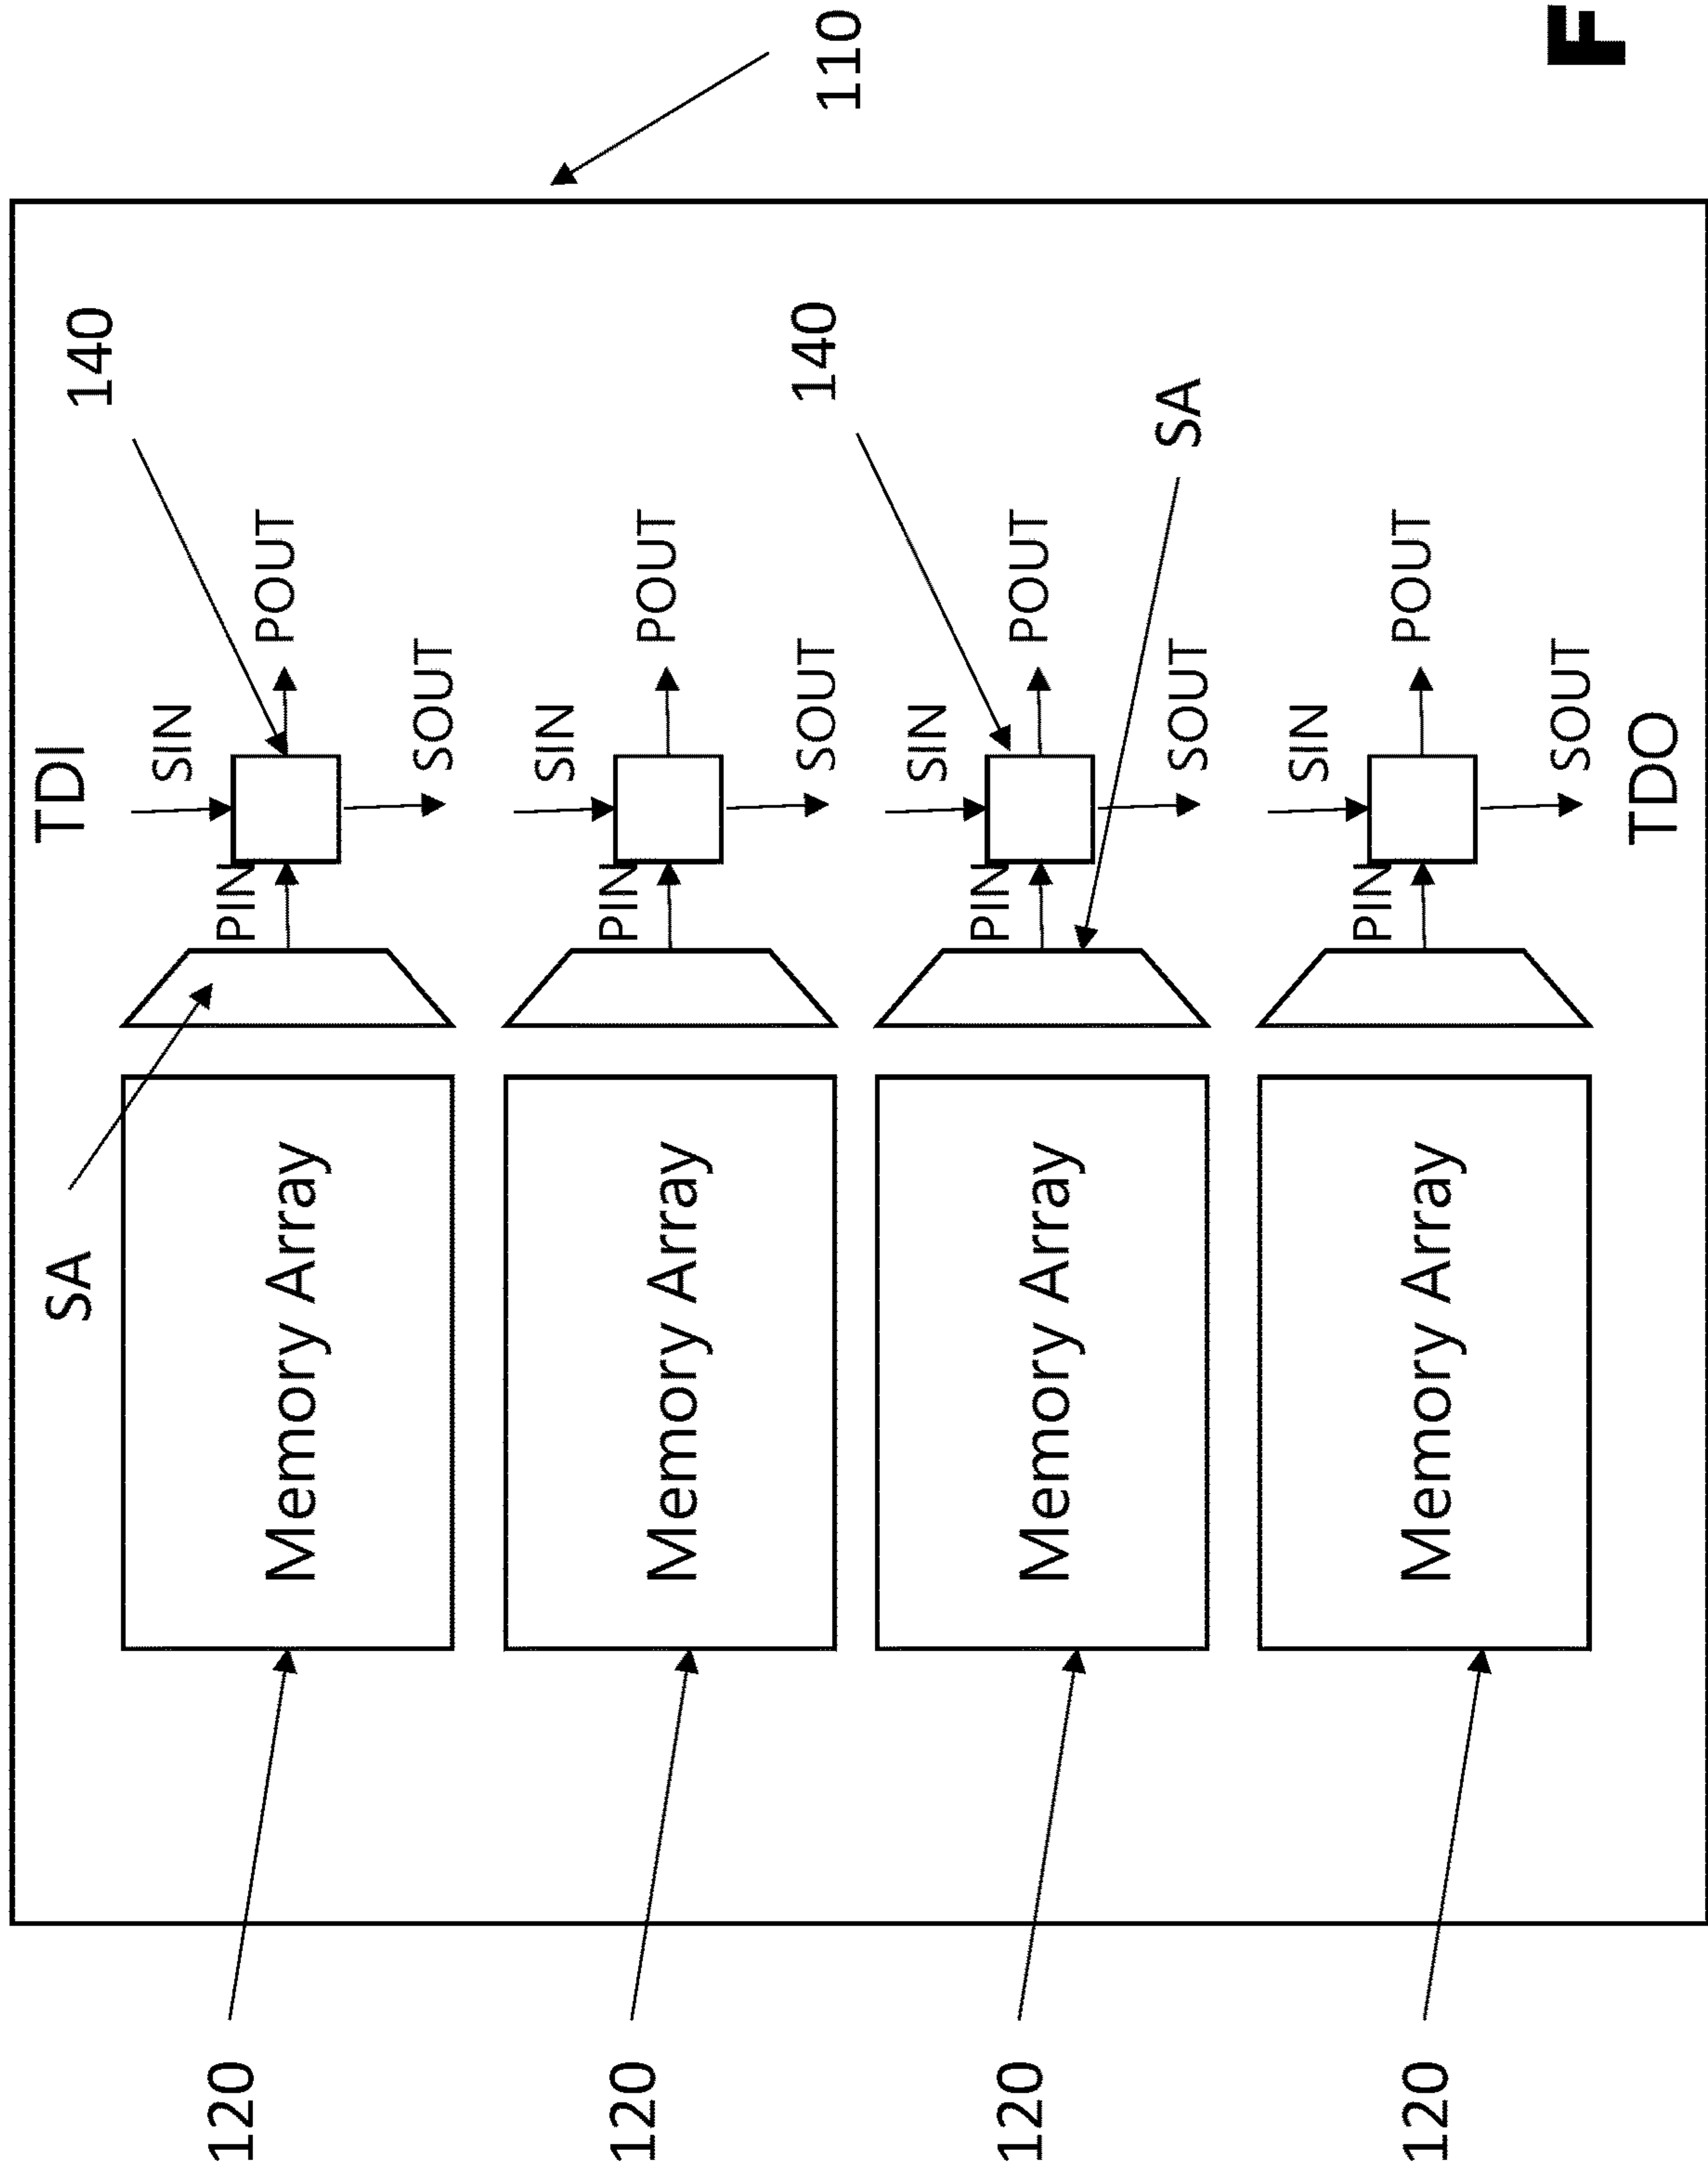 SA
TDI
140
SIN
120
PIN
Memory Array
POUT
SOUT
SIN
120
PIN
Memory Array
POUT
SOUT
140
110
SIN
120
PIN
Memory Array
POUT
SOUT
SA
SIN
120
PIN
Memory Array
POUT
SOUT
TDO
F